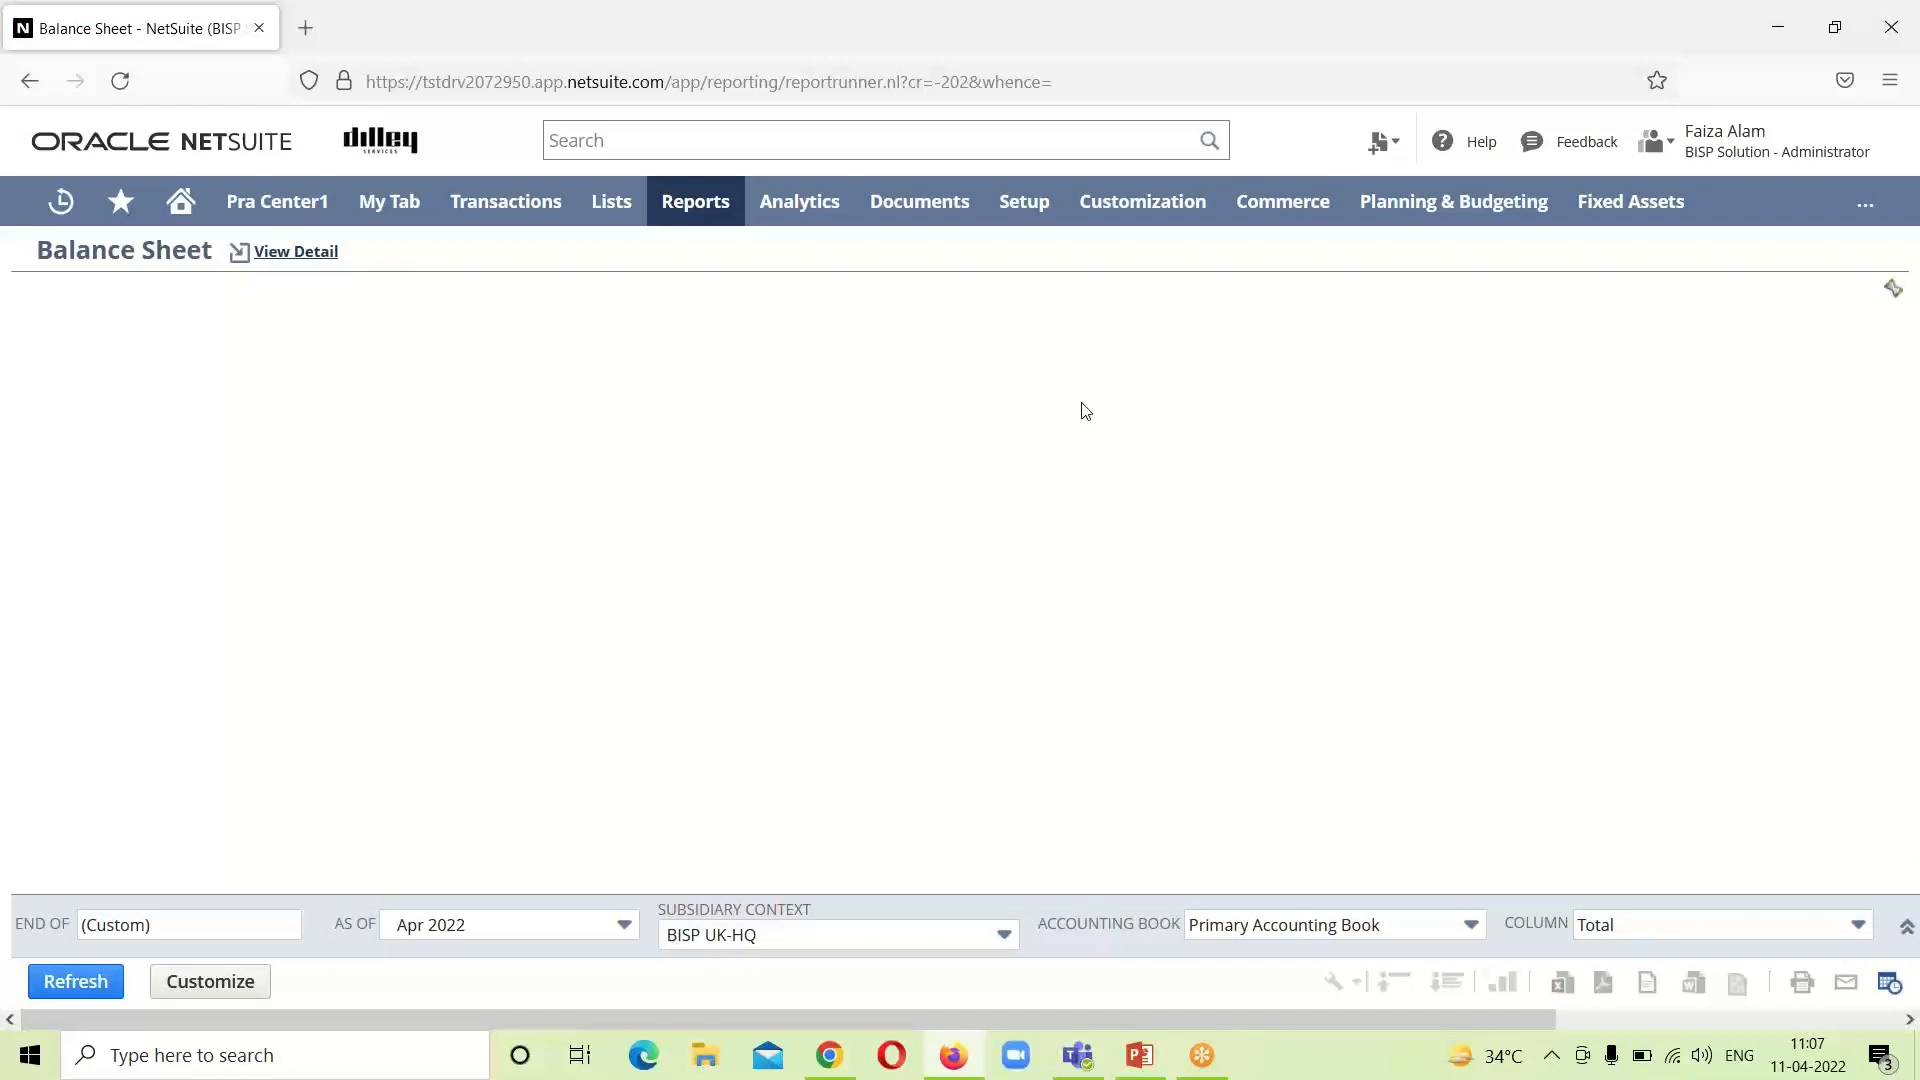 Balance Sheet - NetSuite (BISP
https://tstdrv2072950.app.netsuite.com/app/reporting/reportrunner.nl?cr=-202&whence=
ORACLE NETSUITE
dilley
SERVICES
Search
Help
Feedback
Faiza Alam
BISP Solution - Administrator
Pra Center1
My Tab
Transactions
Lists
Reports
Analytics
Documents
Setup
Customization
Commerce
Planning & Budgeting
Fixed Assets
...
Balance Sheet
View Detail
END OF
(Custom)
AS OF
Apr 2022
SUBSIDIARY CONTEXT
BISP UK-HQ
ACCOUNTING BOOK
Primary Accounting Book
COLUMN
Total
Refresh
Customize
Type here to search
34°C
ENG
11:07
11-04-2022
3